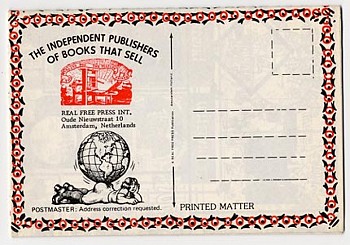 THE INDEPENDENT PUBLISHERS
OF BOOKS THAT SELL
REAL FREE PRESS INT,
Oude Nieuwstraat 10
Amsterdam, Netherlands
POSTMASTER: Address correction requested.
PRINTED MATTER